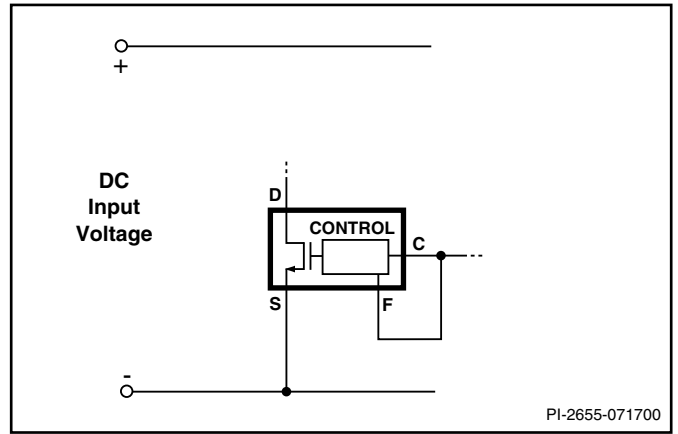 +
DC
Input
Voltage
D
CONTROL
C
S
F
-
PI-2655-071700